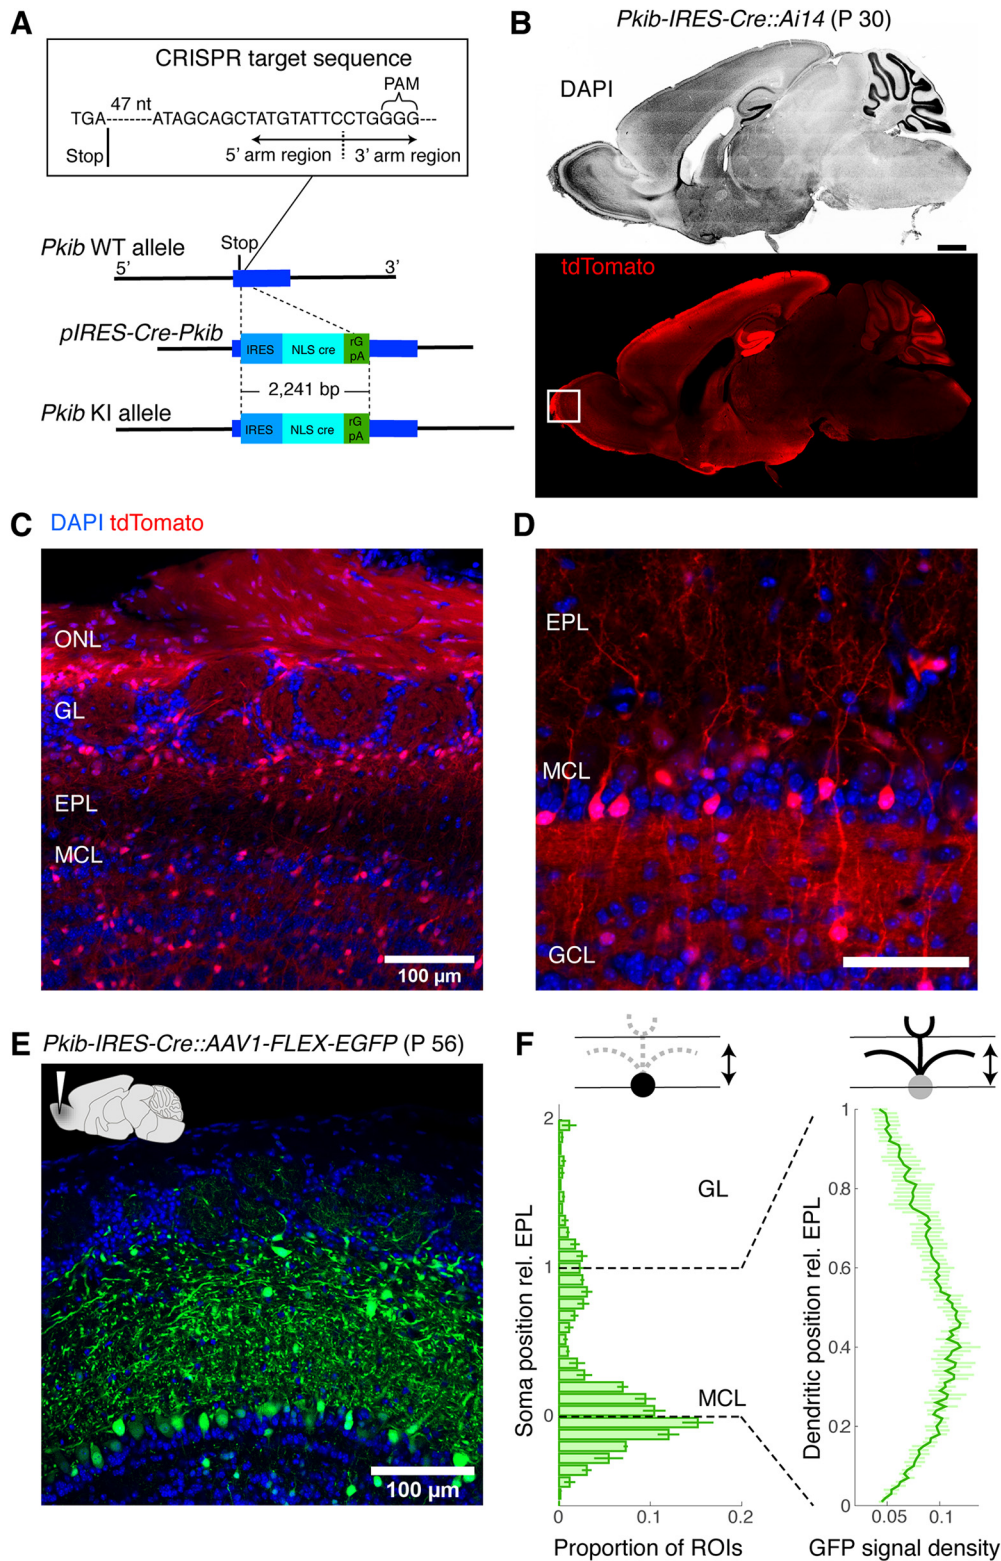 A
CRISPR target sequence
PAM
47 nt
TGA--------ATAGCAGCTATGTATTCCTGGGG---
Stop
5' arm region
3' arm region
Pkib WT allele
Stop
5'
3'
pIRES-Cre-Pkib
IRES
NLS cre
rG
pA
2,241 bp
Pkib KI allele
IRES
NLS cre
rG
pA
B
Pkib-IRES-Cre::Ai14 (P 30)
DAPI
tdTomato
C
DAPI tdTomato
ONL
GL
EPL
MCL
100 µm
D
EPL
MCL
GCL
E
Pkib-IRES-Cre::AAV1-FLEX-EGFP (P 56)
100 µm
F
Soma position rel. EPL
2
1
0
GL
MCL
0
0.1
0.2
Proportion of ROIs
Dendritic position rel. EPL
1
0.8
0.6
0.4
0.2
0
0.05
0.1
GFP signal density